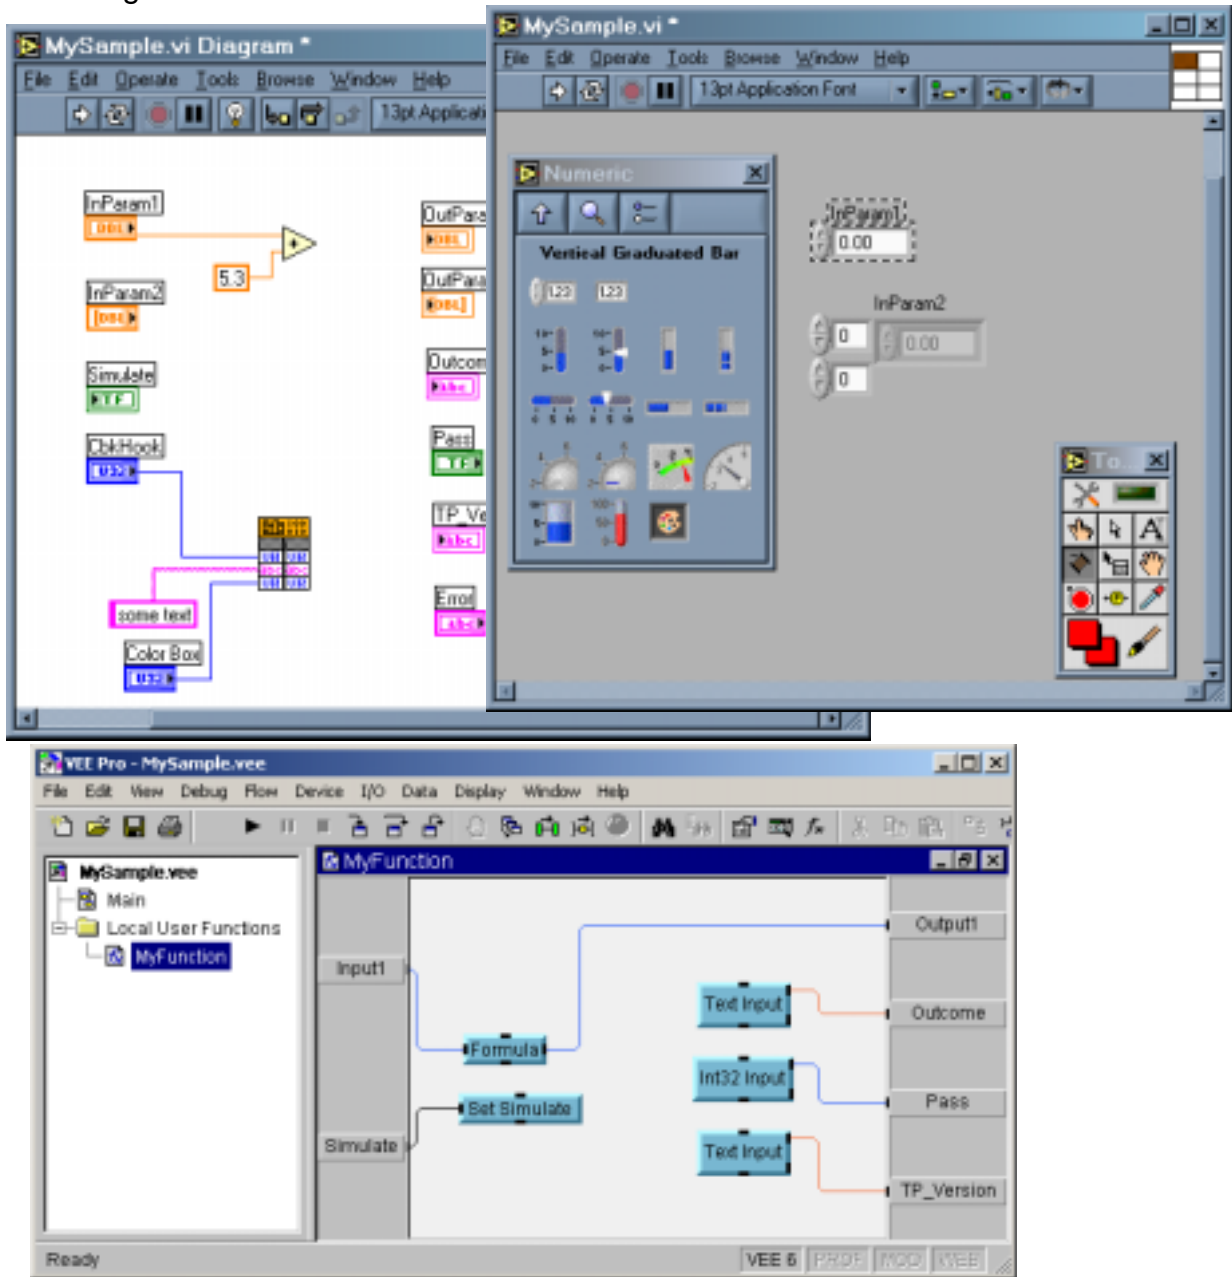 MySample.vi Diagram *
File Edit Operate Tools Browse Window Help
13pt Applicati
InParam1
DBL
5.3
InParam2
[DBL]
Simulate
TF
CbkHook
U32
some text
Color Box
U32
OutPara
DBL
OutPara
[DBL]
Outcom
abc
Pass
TF
TP_Ve
abc
Error
abc
MySample.vi *
File Edit Operate Tools Browse Window Help
13pt Application Font
Numeric
Vertical Graduated Bar
1.23 1.23
InParam1
0.00
InParam2
0 0.00
0
To...
A
VEE Pro - MySample.vee
File Edit View Debug Flow Device I/O Data Display Window Help
MySample.vee
Main
Local User Functions
MyFunction
MyFunction
Input1
Simulate
Formula
Set Simulate
Text Input
Int32 Input
Text Input
Output1
Outcome
Pass
TP_Version
Ready
VEE 6 PROF MOD WEB